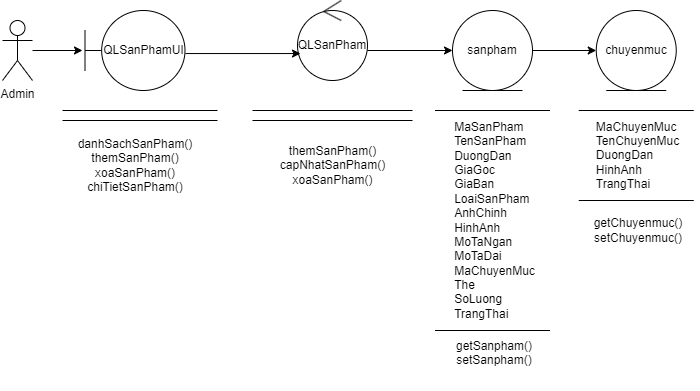 QLSanPhamUI
QLSanPham
sanpham
chuyenmuc
Admin
danhSachSanPham()
themSanPham()
xoaSanPham()
chiTietSanPham()
themSanPham()
capNhatSanPham()
xoaSanPham()
MaSanPham
TenSanPham
DuongDan
GiaGoc
GiaBan
LoaiSanPham
AnhChinh
HinhAnh
MoTaNgan
MoTaDai
MaChuyenMuc
The
SoLuong
TrangThai
getSanpham()
setSanpham()
MaChuyenMuc
TenChuyenMuc
DuongDan
HinhAnh
TrangThai
getChuyenmuc()
setChuyenmuc()